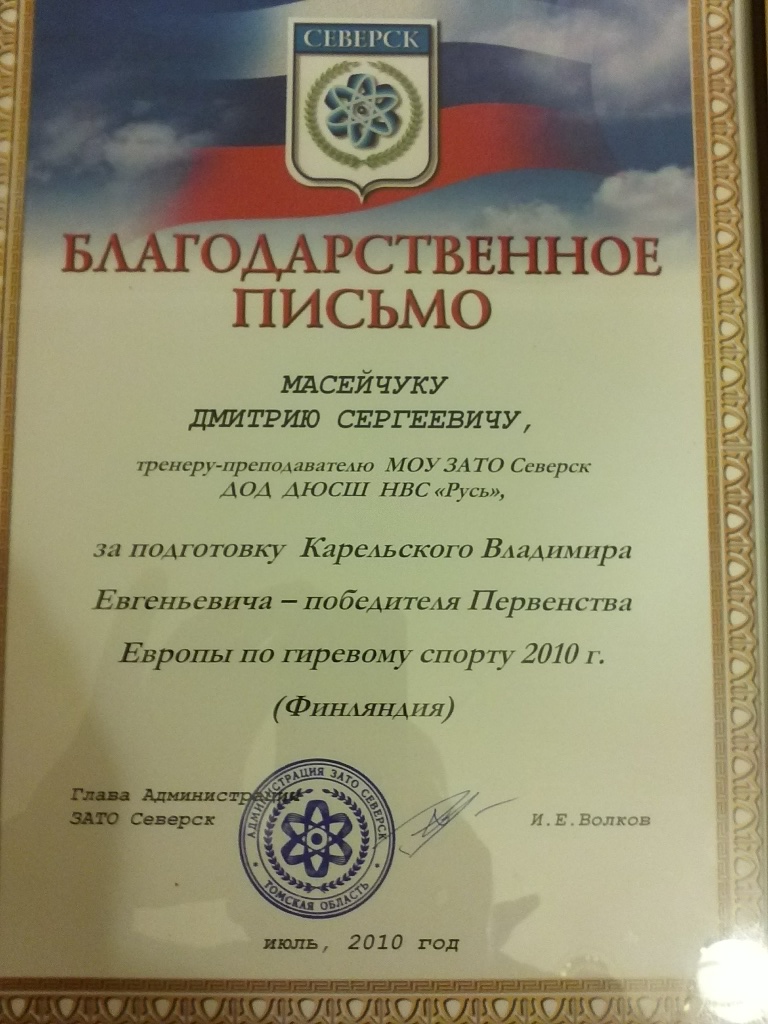 СЕВЕРСК
БЛАГОДАРСТВЕННОЕ
ПИСЬМО
МАСЕЙЧУКУ
ДМИТРИЮ СЕРГЕЕВИЧУ,
тренеру-преподавателю МОУ ЗАТО Северск
ДОД ДЮСШ НВС «Русь»,
за подготовку Карельского Владимира
Евгеньевича – победителя Первенства
Европы по гиревому спорту 2010 г.
(Финляндия)
Глава Администрации
ЗАТО Северск
И.Е.Волков
АДМИНИСТРАЦИЯ ЗАТО СЕВЕРСК
ТОМСКАЯ ОБЛАСТЬ
июль, 2010 год